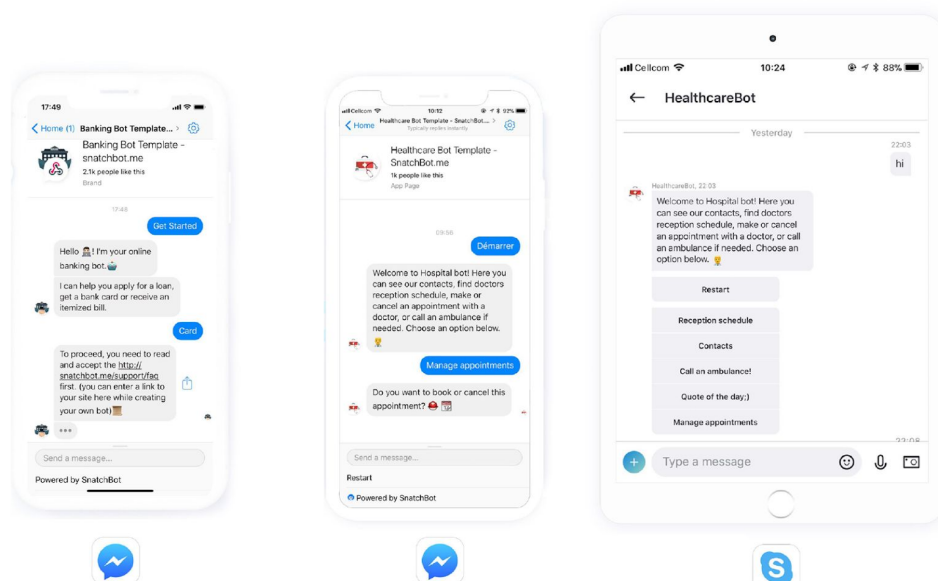 17:49
Home (1) Banking Bot Template...
Banking Bot Template -
snatchbot.me
2.1k people like this
Brand
17:48
Get Started
Hello ! I'm your online
banking bot.
I can help you apply for a loan,
get a bank card or receive an
itemized bill.
Card
To proceed, you need to read
and accept the http://
snatchbot.me/support/faq
first. (you can enter a link to
your site here while creating
your own bot)
Send a message...
Powered by SnatchBot
Cellcom 10:12 92%
Home Healthcare Bot Template - SnatchBot....
Typically replies instantly
Healthcare Bot Template -
SnatchBot.me
1k people like this
App Page
09:56
Démarrer
Welcome to Hospital bot! Here you
can see our contacts, find doctors
reception schedule, make or
cancel an appointment with a
doctor, or call an ambulance if
needed. Choose an option below.
Manage appointments
Do you want to book or cancel this
appointment?
Send a message...
Restart
Powered by SnatchBot
Cellcom 10:24 88%
HealthcareBot
Yesterday
22:03
hi
HealthcareBot, 22:03
Welcome to Hospital bot! Here you
can see our contacts, find doctors
reception schedule, make or cancel
an appointment with a doctor, or call
an ambulance if needed. Choose an
option below.
Restart
Reception schedule
Contacts
Call an ambulance!
Quote of the day;)
Manage appointments
22:08
Type a message